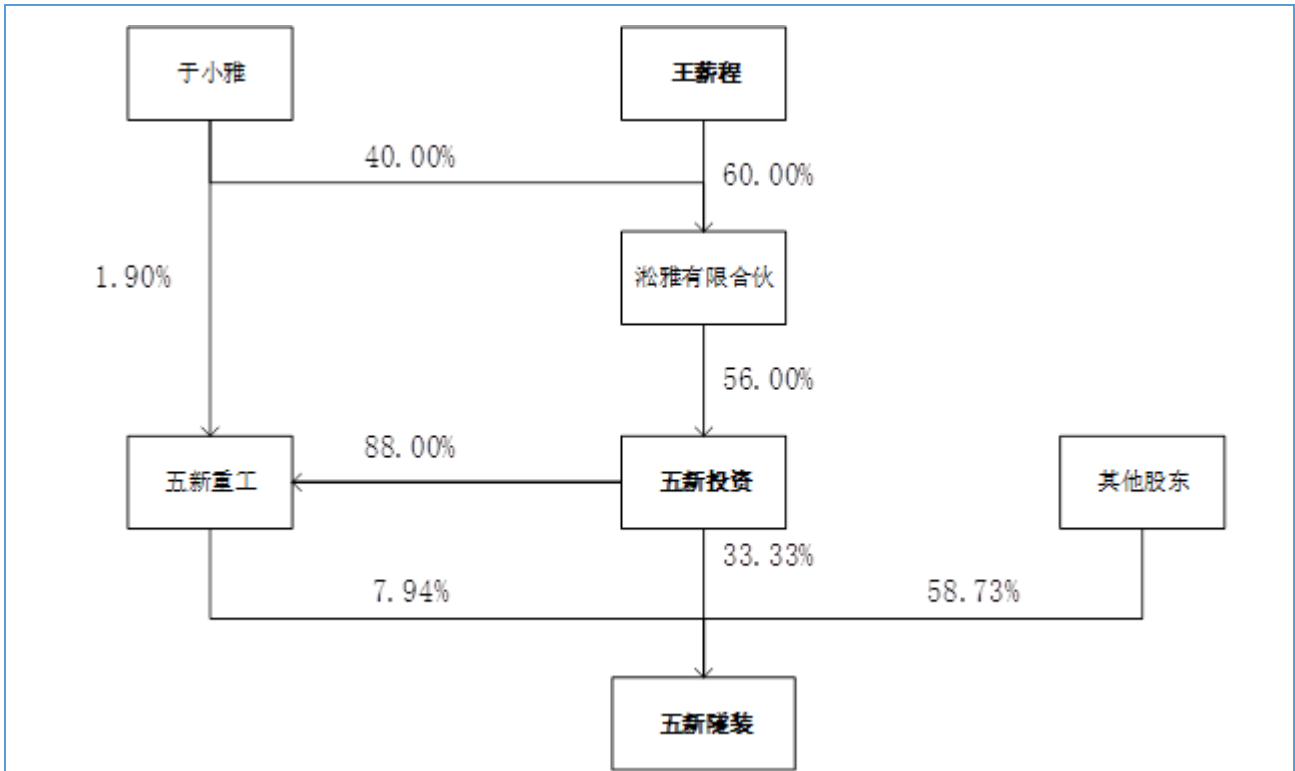 于小雅
王薪程
40.00%
60.00%
1.90%
淞雅有限合伙
56.00%
88.00%
五新重工
五新投资
其他股东
33.33%
7.94%
58.73%
五新隧装